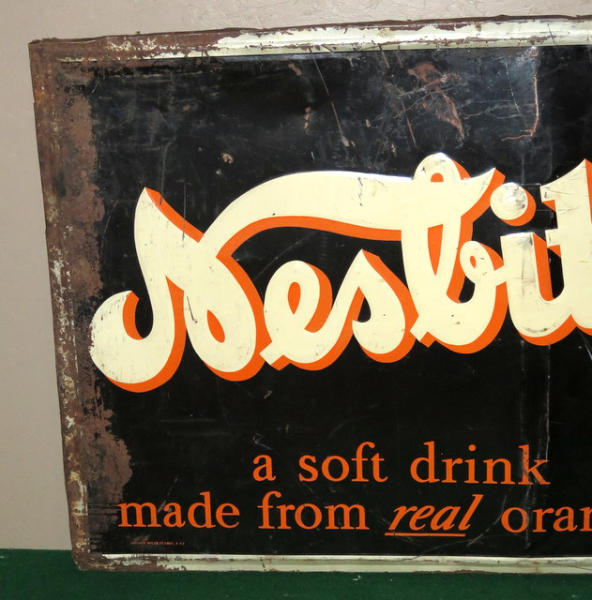 Nesbit
a soft drink
made from real oran